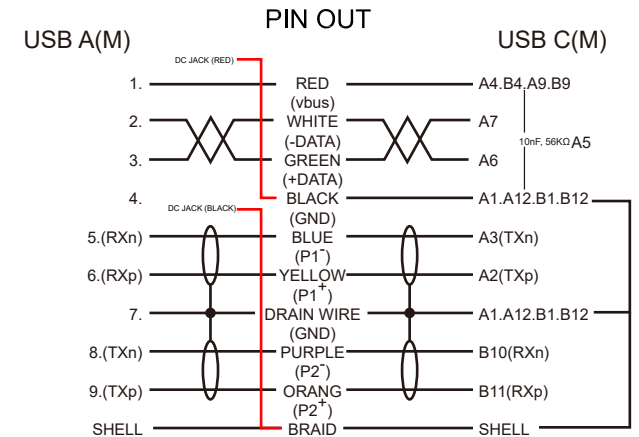 PIN OUT
USB A(M) USB C(M)
DC JACK (RED)
1. RED A4.B4.A9.B9
(vbus)
2. WHITE A7
(-DATA) 10nF, 56KΩ A5
3. GREEN A6
(+DATA)
4. BLACK A1.A12.B1.B12
DC JACK (BLACK)
(GND)
5.(RXn) BLUE A3(TXn)
(P1-)
6.(RXp) YELLOW A2(TXp)
(P1+)
7. DRAIN WIRE A1.A12.B1.B12
(GND)
8.(TXn) PURPLE B10(RXn)
(P2-)
9.(TXp) ORANG B11(RXp)
(P2+)
SHELL BRAID SHELL